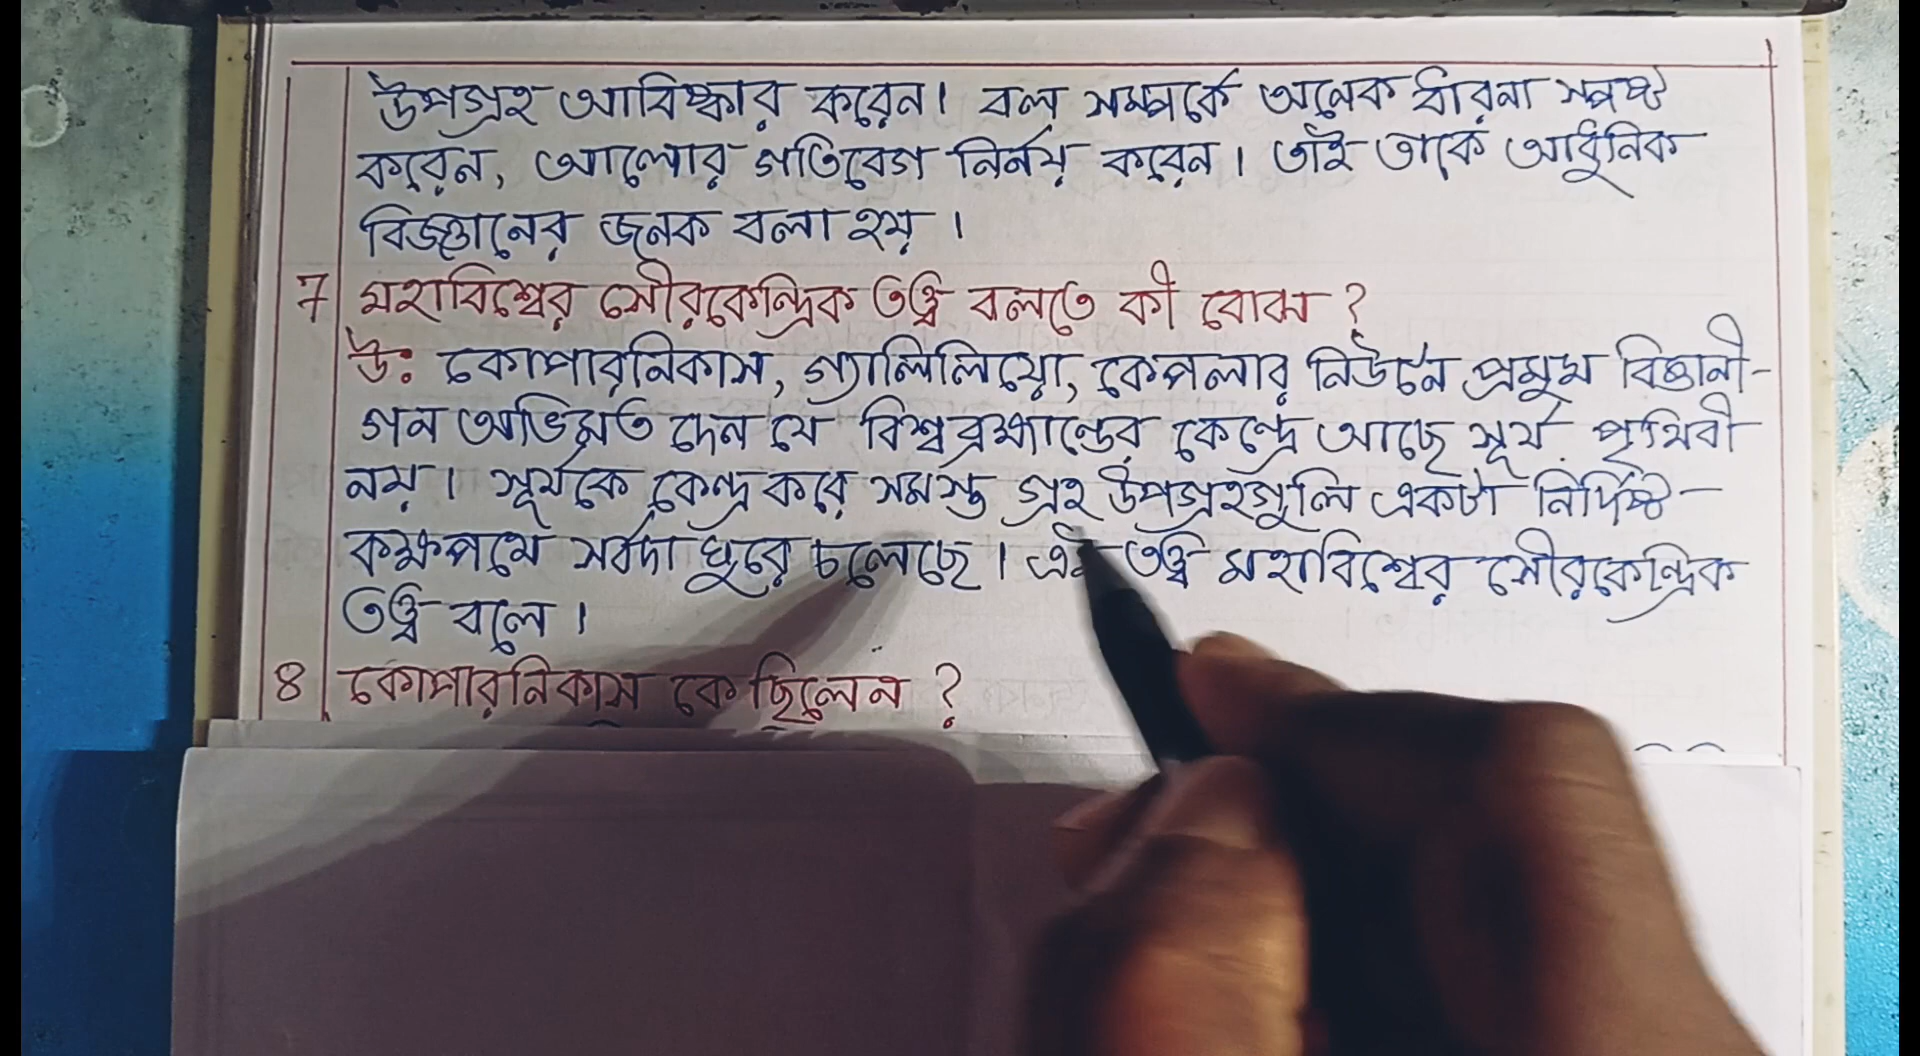 উপগ্রহ আবিষ্কার করেন। বল সম্পর্কে অনেক ধারনা স্পষ্ট
করেন, আলোর গতিবেগ নির্নয় করেন। তাই তাকে আধুনিক
বিজ্ঞানের জনক বলা হয়।
7 মহাবিশ্বের সৌরকেন্দ্রিক তত্ত্ব বলতে কী বোঝ ?
উঃ কোপারনিকাস, গ্যালিলিয়ো, কেপলার নিউটন প্রমুখ বিজ্ঞানী-
গন অভিমত দেন যে বিশ্বব্রহ্মাণ্ডের কেন্দ্রে আছে সূর্য পৃথিবী
নয়। সূর্যকে কেন্দ্র করে সমস্ত গ্রহ উপগ্রহগুলি একটা নির্দিষ্ট
কক্ষপথে সর্বদা ঘুরে চলেছে। এই তত্ত্ব মহাবিশ্বের সৌরকেন্দ্রিক
তত্ত্ব বলে।
8 কোপারনিকাস কে ছিলেন ?